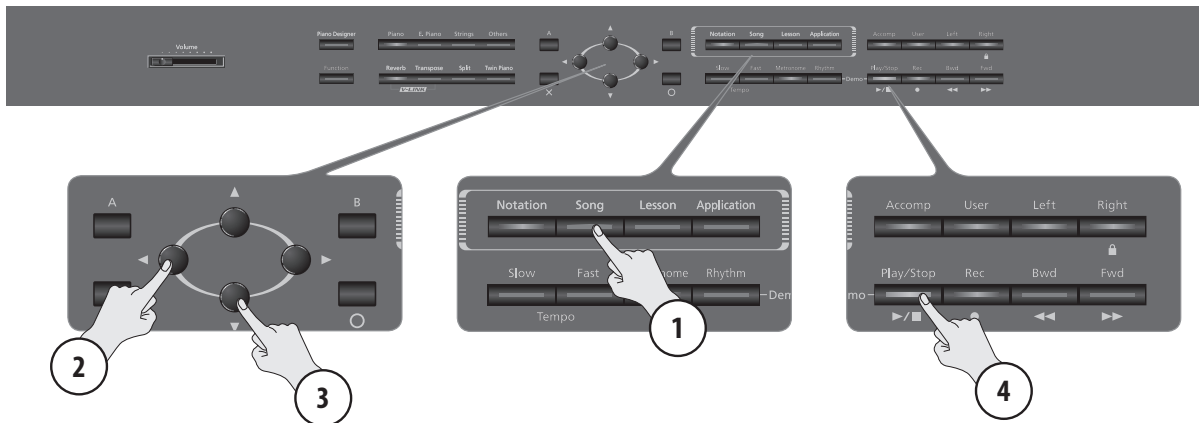 Volume
Piano Designer
Piano E. Piano Strings Others
A
B
Notation Song Lesson Application
Accomp User Left Right
Function
Reverb Transpose Split Twin Piano
V-LINK
Slow Fast Metronome Rhythm
Tempo
Demo
Play/Stop Rec Bwd Fwd
A
B
2
3
Notation Song Lesson Application
Slow Fast ome Rhythm
Dem
Tempo
1
Accomp User Left Right
mo
Play/Stop Rec Bwd Fwd
4